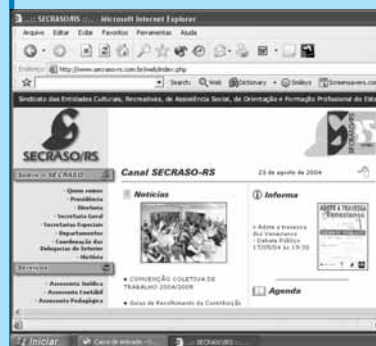 ..:: SECRASO/RS ::.. - Microsoft Internet Explorer
Arquivo Editar Exibir Favoritos Ferramentas Ajuda
Endereço http://www.secraso-rs.com.br/web/index.php
Search Web Dictionary Smileys Screensavers.com
Sindicato das Entidades Culturais, Recreativas, de Assistência Social, de Orientação e Formação Profissional do Esta
SECRASO/RS
Sobre o SECRASO
Canal SECRASO-RS
23 de agosto de 2004
· Quem somos
· Presidência
· Diretoria
· Secretaria Geral
· Secretarias Especiais
· Departamentos
· Coordenação das Delegacias do Interior
· História
Notícias
Informa
ADOTE A TRAVESSA
Venezianos
» Adote a travessa
dos Venezianos
- Debate Público
17/05/04 às 19:30
Serviços
· Assessoria Jurídica
· Assessoria Contábil
· Assessoria Pedagógica
CONVENÇÃO COLETIVA DE
TRABALHO 2004/2005
Guias de Recolhimento da Contribuição
Agenda
Iniciar
Caixa de entrada
..:: SECRASO/RS ::..